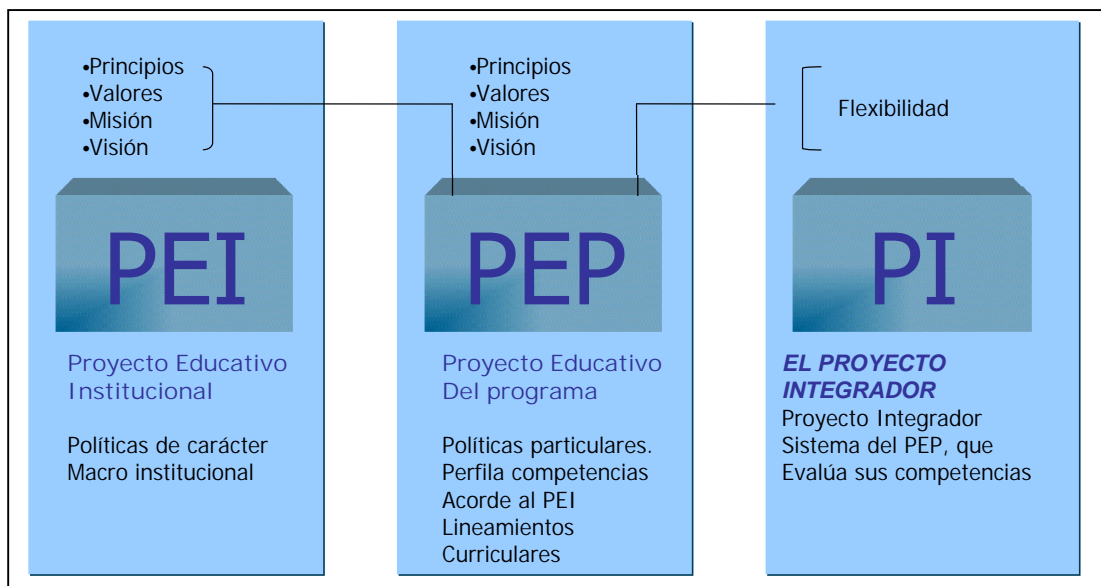 •Principios
•Valores
•Misión
•Visión
PEI
Proyecto Educativo
Institucional
Políticas de carácter
Macro institucional
•Principios
•Valores
•Misión
•Visión
PEP
Proyecto Educativo
Del programa
Políticas particulares.
Perfila competencias
Acorde al PEI
Lineamientos
Curriculares
Flexibilidad
PI
EL PROYECTO
INTEGRADOR
Proyecto Integrador
Sistema del PEP, que
Evalúa sus competencias